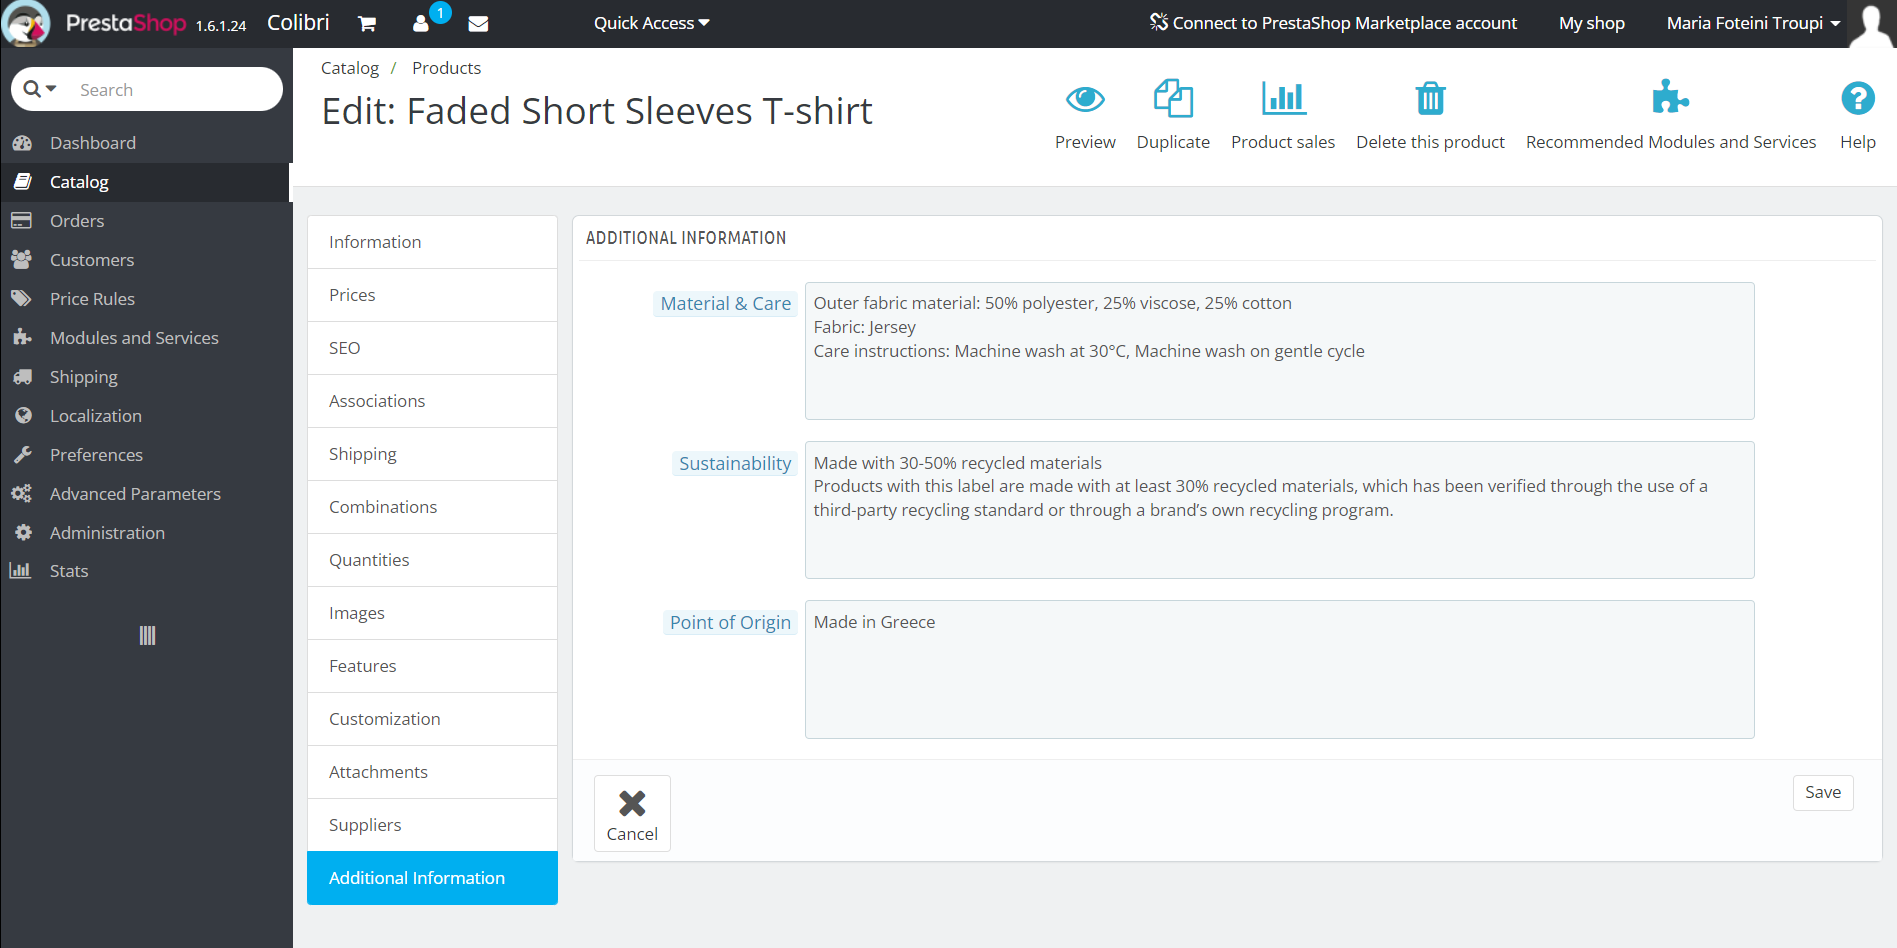 PrestaShop 1.6.1.24 Colibri 1 Quick Access Connect to PrestaShop Marketplace account My shop Maria Foteini Troupi
Search
Dashboard
Catalog
Orders
Customers
Price Rules
Modules and Services
Shipping
Localization
Preferences
Advanced Parameters
Administration
Stats
Catalog / Products
Edit: Faded Short Sleeves T-shirt
Preview Duplicate Product sales Delete this product Recommended Modules and Services Help
Information
Prices
SEO
Associations
Shipping
Combinations
Quantities
Images
Features
Customization
Attachments
Suppliers
Additional Information
ADDITIONAL INFORMATION
Material & Care
Outer fabric material: 50% polyester, 25% viscose, 25% cotton
Fabric: Jersey
Care instructions: Machine wash at 30°C, Machine wash on gentle cycle
Sustainability
Made with 30-50% recycled materials
Products with this label are made with at least 30% recycled materials, which has been verified through the use of a
third-party recycling standard or through a brand’s own recycling program.
Point of Origin
Made in Greece
Cancel
Save